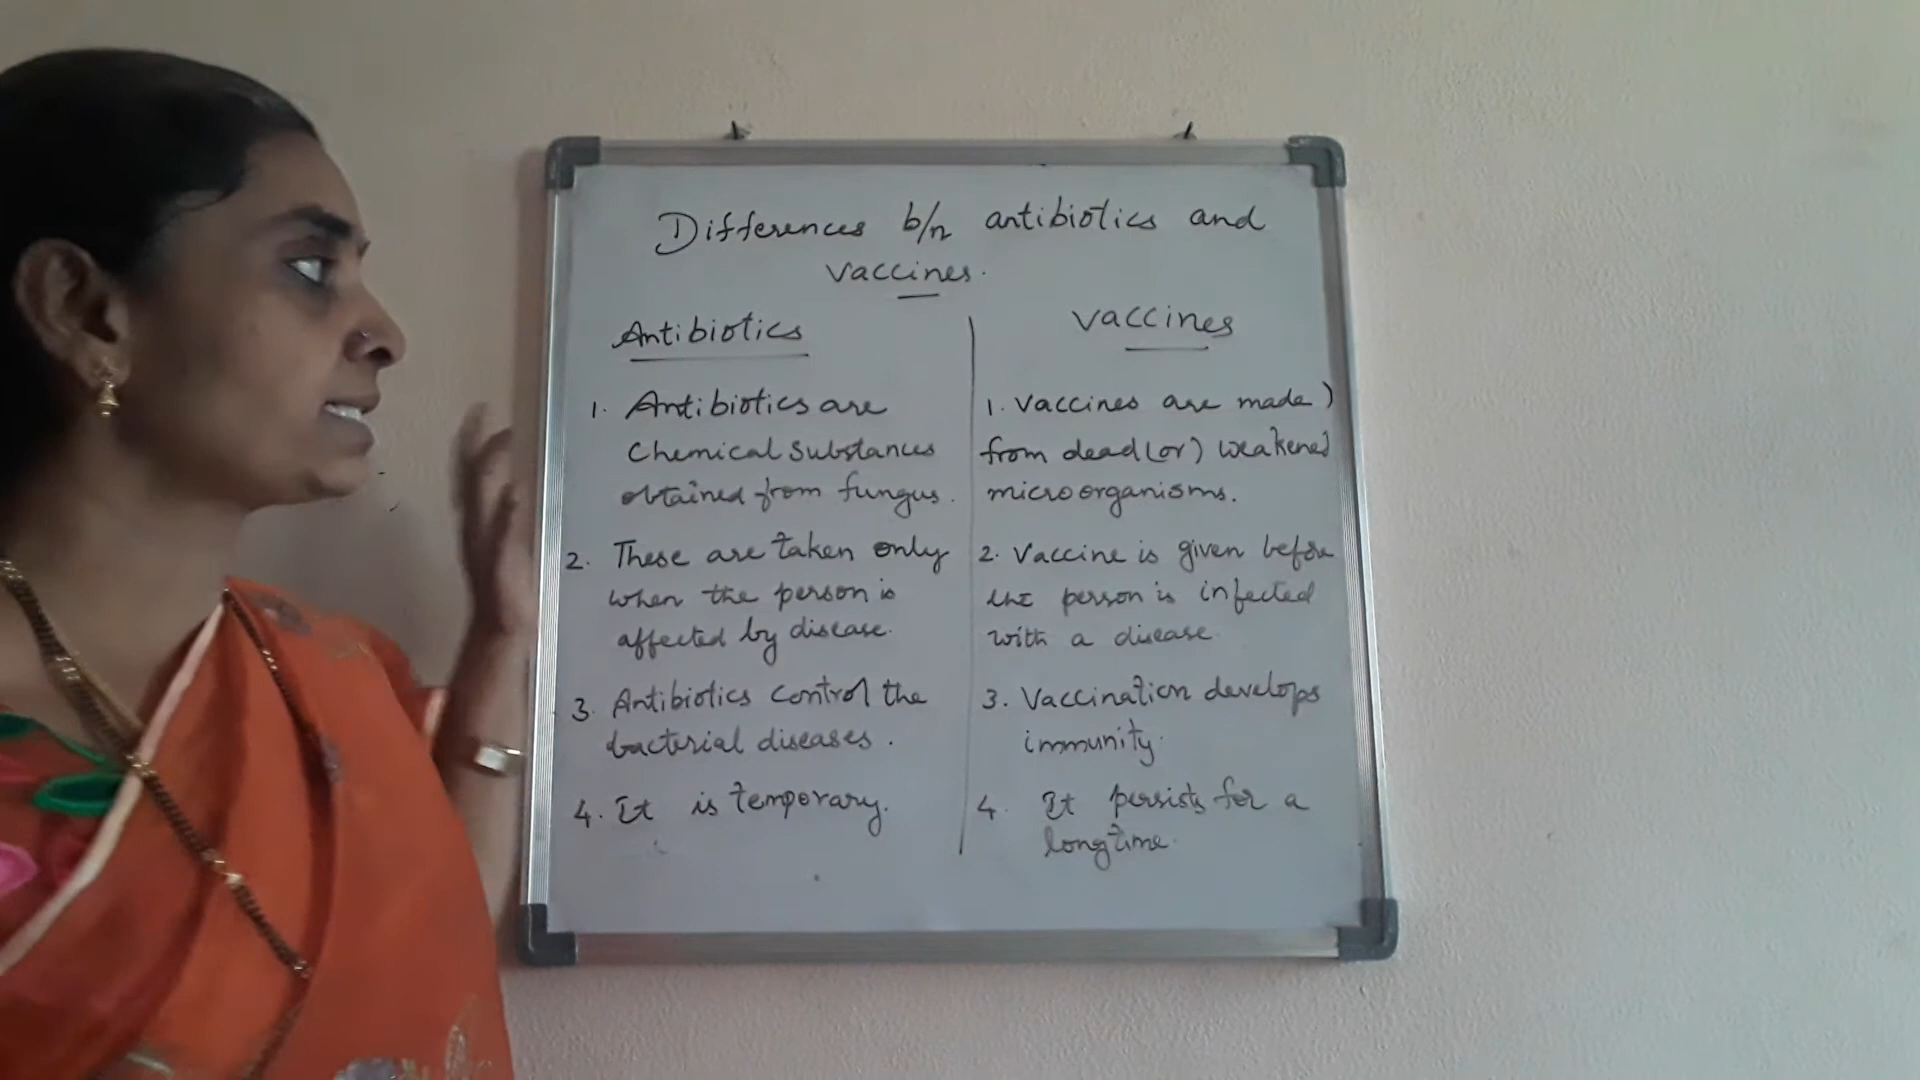 Differences b/n antibiotics and
vaccines.
Antibiotics
1. Antibiotics are
Chemical substances
obtained from fungus.
2. These are taken only
when the person is
affected by disease.
3. Antibiotics control the
bacterial diseases.
4. It is temporary.
vaccines
1. Vaccines are made
from dead (or) weakened
microorganisms.
2. Vaccine is given before
the person is infected
with a disease.
3. Vaccination develops
immunity.
4. It persists for a
longtime.